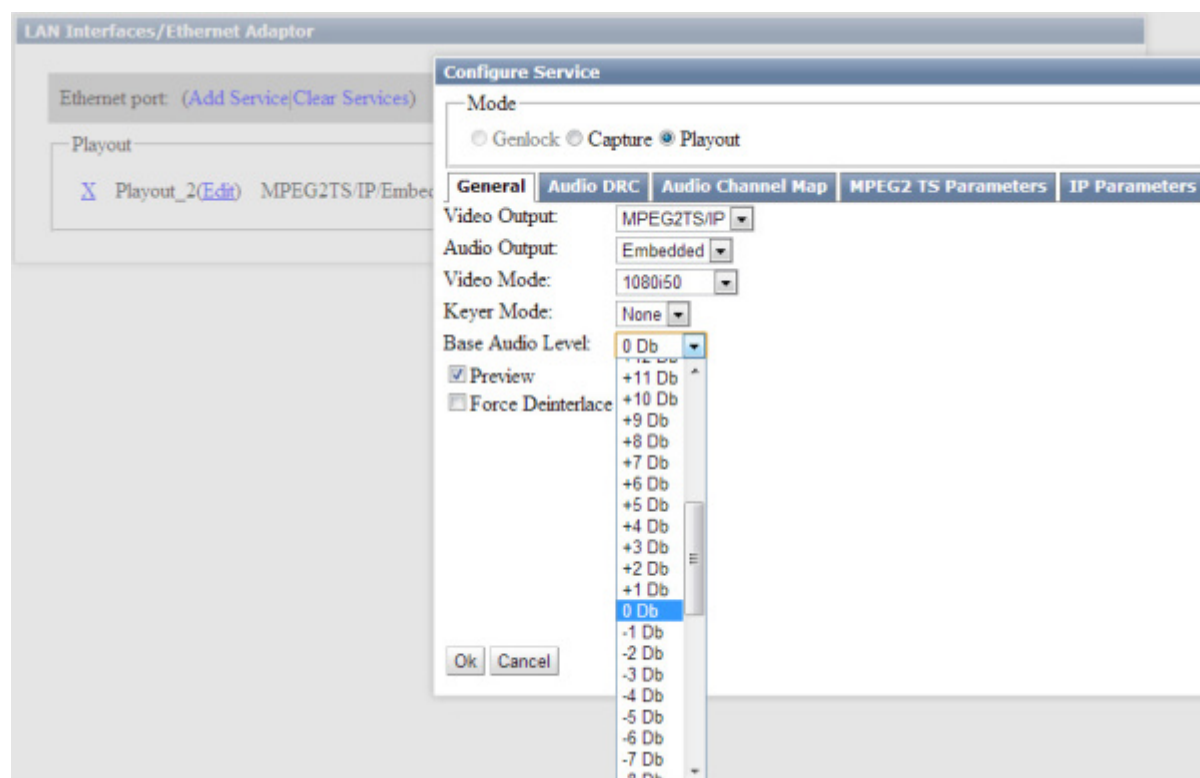 LAN Interfaces/Ethernet Adaptor
Ethernet port: (Add Service|Clear Services)
Playout
X Playout_2(Edit) MPEG2TS/IP/Embed
Configure Service
Mode
Genlock Capture Playout
General Audio DRC Audio Channel Map MPEG2 TS Parameters IP Parameters
Video Output: MPEG2TS/IP
Audio Output: Embedded
Video Mode: 1080i50
Keyer Mode: None
Base Audio Level: 0 Db
Preview
Force Deinterlace
+12 Db
+11 Db
+10 Db
+9 Db
+8 Db
+7 Db
+6 Db
+5 Db
+4 Db
+3 Db
+2 Db
+1 Db
0 Db
-1 Db
-2 Db
-3 Db
-4 Db
-5 Db
-6 Db
-7 Db
-8 Db
Ok Cancel